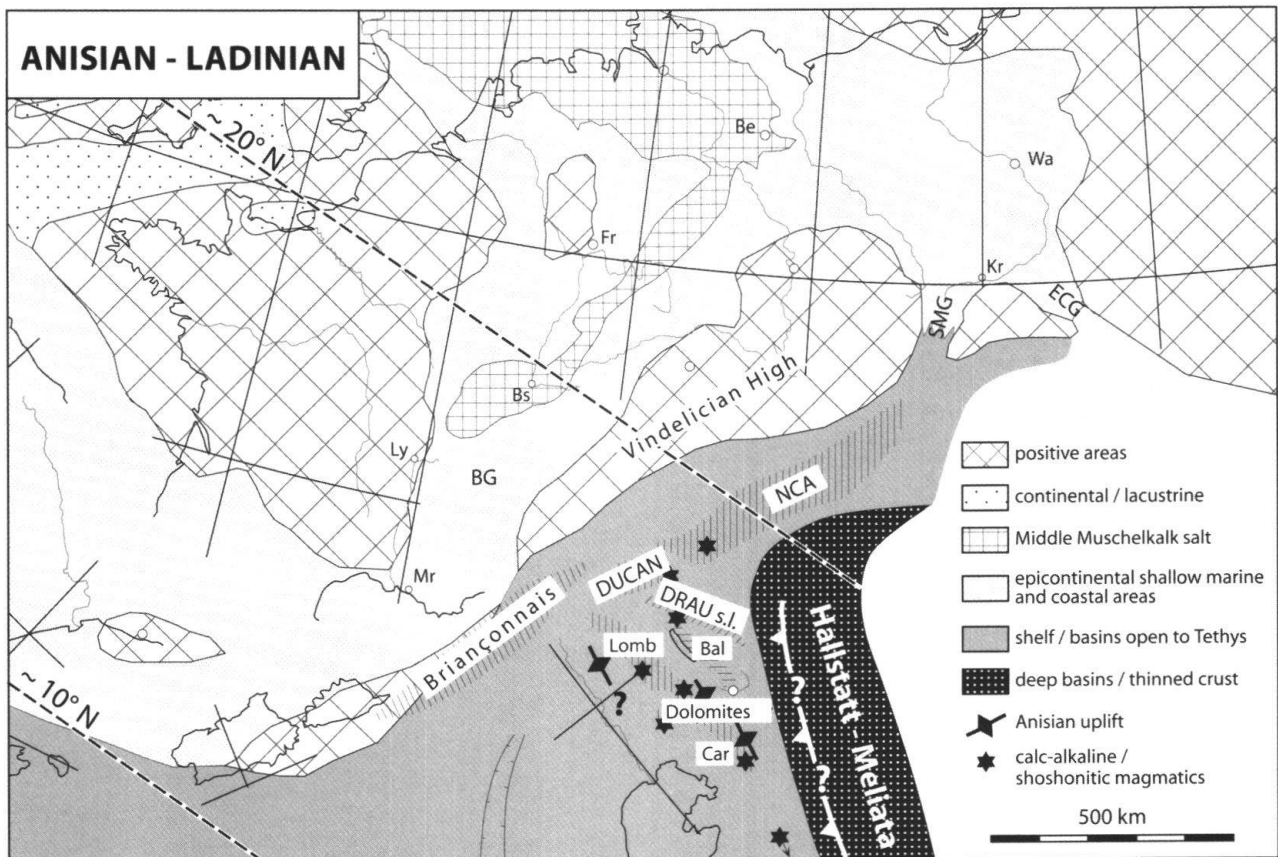 ANISIAN - LADINIAN
~ 20° N
Be
Wa
Fr
Kr
SMG
ECG
Bs
Vindelician High
Ly
BG
NCA
Mr
DUCAN
DRAU s.l.
Briançonnais
Lomb
Bal
?
Dolomites
Car
~ 10° N
Hallstatt - Meliata
?
?
positive areas
continental / lacustrine
Middle Muschelkalk salt
epicontinental shallow marine
and coastal areas
shelf / basins open to Tethys
deep basins / thinned crust
Anisian uplift
calc-alkaline /
shoshonitic magmatics
500 km